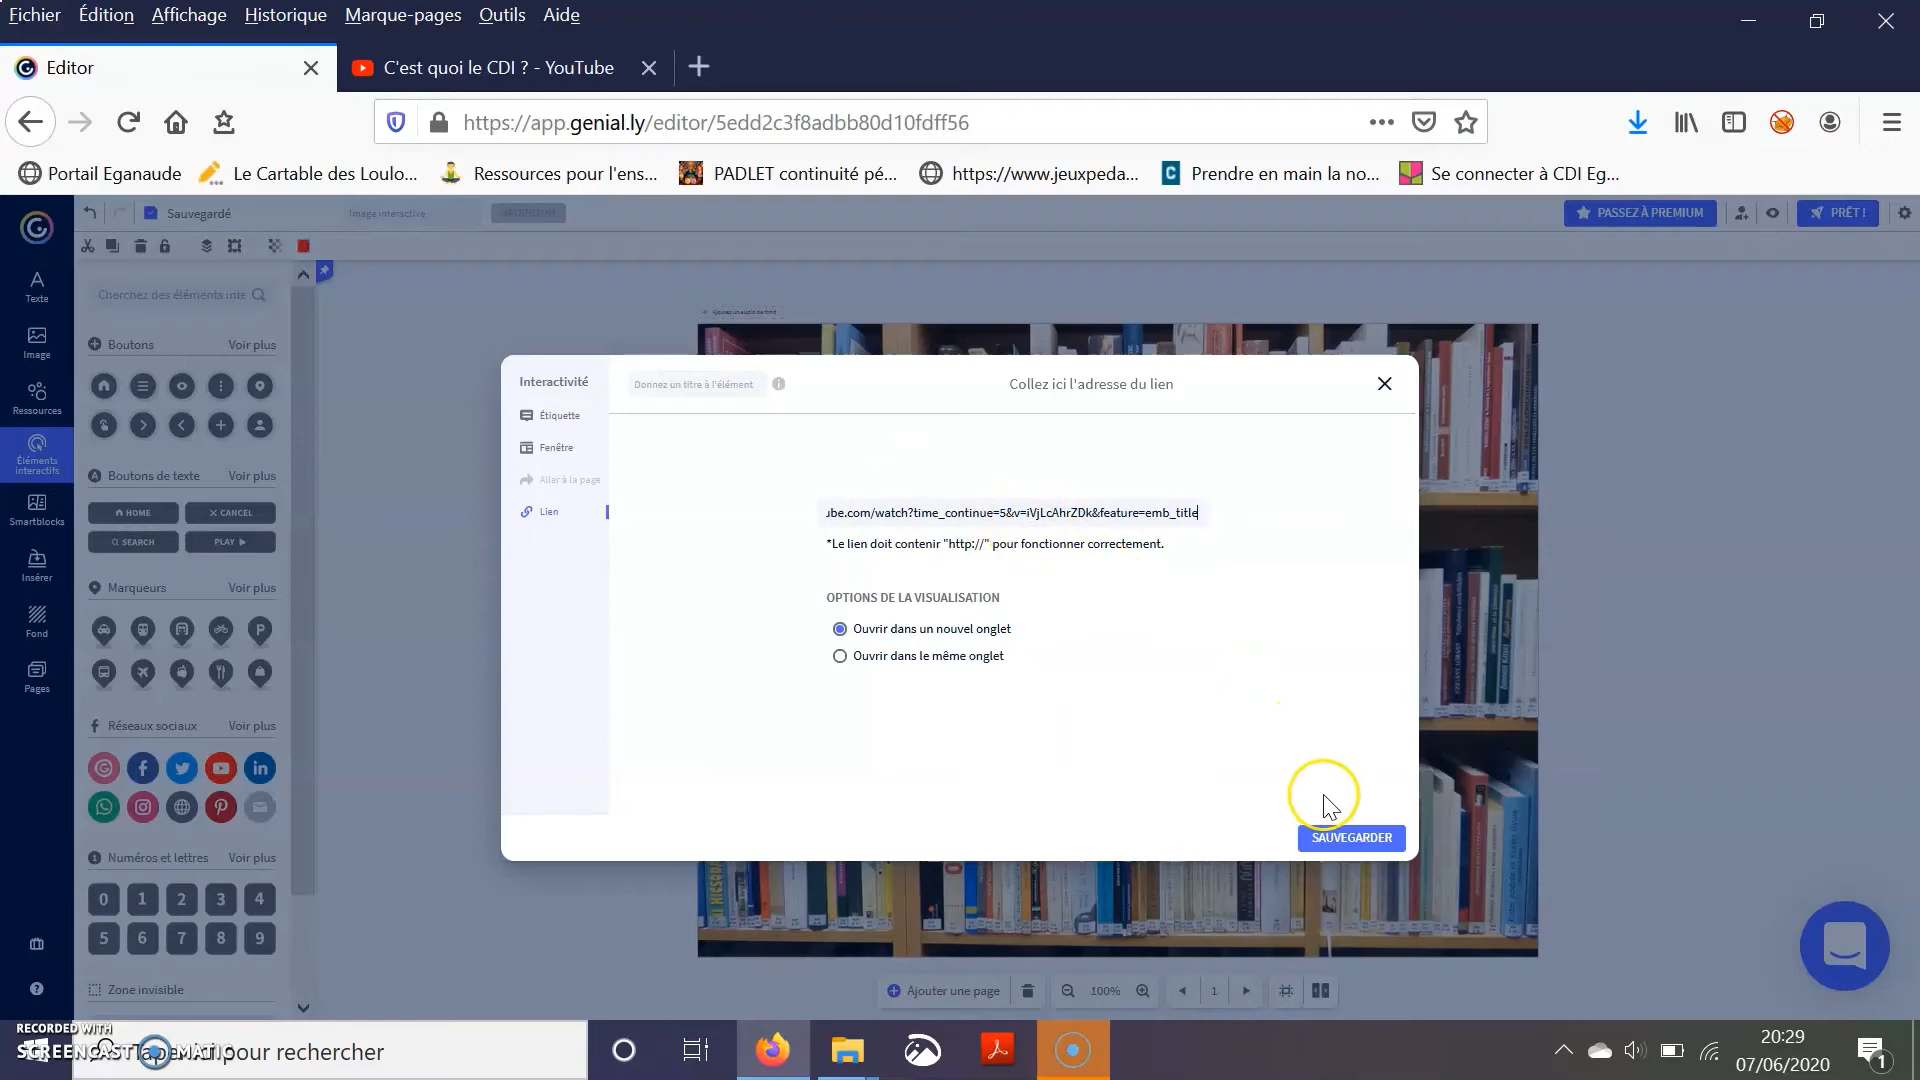 Fichier Édition Affichage Historique Marque-pages Outils Aide
Editor
C'est quoi le CDI ? - YouTube
https://app.genial.ly/editor/5edd2c3f8adbb80d10fdff56
Portail Eganaude
Le Cartable des Loulo...
Ressources pour l'ens...
PADLET continuité pé...
https://www.jeuxpeda...
Prendre en main la no...
Se connecter à CDI Eg...
Sauvegardé
Image interactive
PASSEZ À PREMIUM
PRÊT !
Texte
Image
Ressources
Éléments
interactifs
Smartblocks
Insérer
Fond
Pages
Cherchez des éléments inte
Boutons Voir plus
Boutons de texte Voir plus
HOME
CANCEL
SEARCH
PLAY
Marqueurs Voir plus
P
Réseaux sociaux Voir plus
Numéros et lettres Voir plus
0 1 2 3 4
5 6 7 8 9
Zone invisible
Ajoutez un audio de fond
Interactivité
Étiquette
Fenêtre
Aller à la page
Lien
Donnez un titre à l'élément
Collez ici l'adresse du lien
ube.com/watch?time_continue=5&v=iVjLcAhrZDk&feature=emb_title
*Le lien doit contenir "http://" pour fonctionner correctement.
OPTIONS DE LA VISUALISATION
Ouvrir dans un nouvel onglet
Ouvrir dans le même onglet
SAUVEGARDER
Ajouter une page
100%
1
RECORDED WITH
SCREENCAST MATIC
pour rechercher
20:29
07/06/2020
1